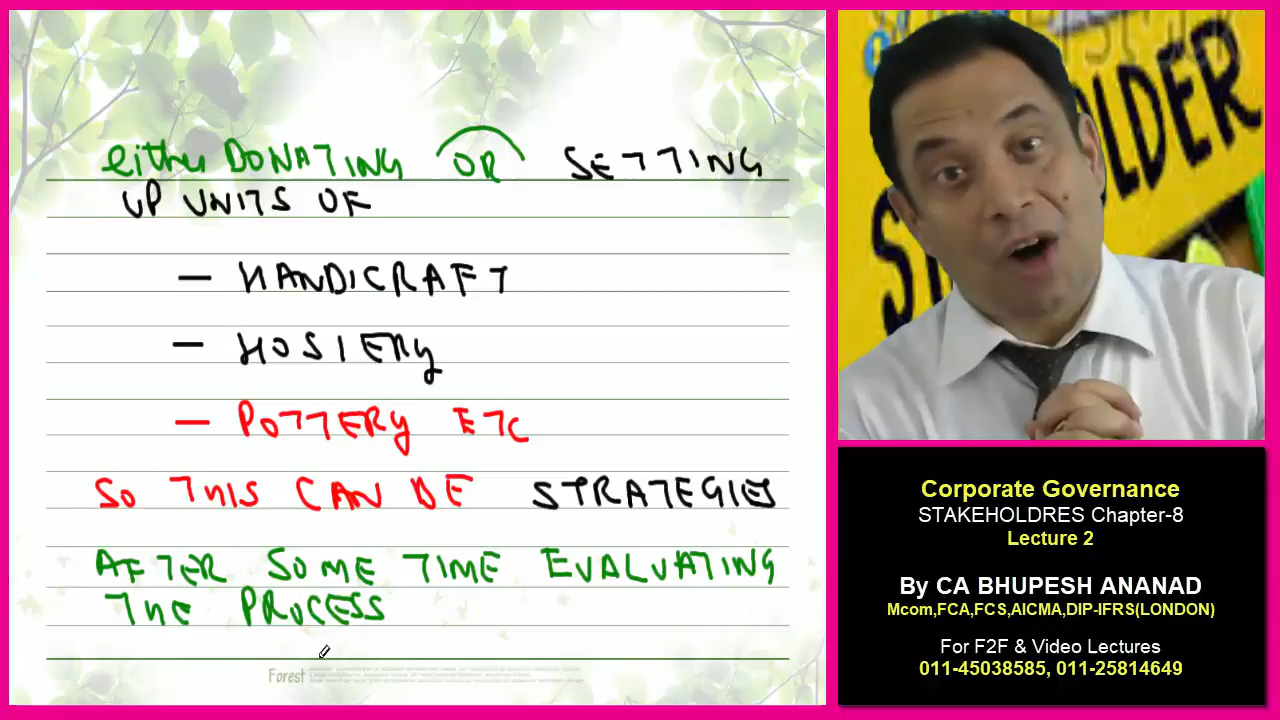 either DONATING OR SETTING
UP UNITS OF
— HANDICRAFT
— HOSIERy
— POTTERy ETC
SO THIS CAN BE STRATEGIES
AFTER SOME TIME EVALUATING
THE PROCESS
Forest
STAKEHOLDER
Corporate Governance
STAKEHOLDRES Chapter-8
Lecture 2
By CA BHUPESH ANANAD
Mcom,FCA,FCS,AICMA,DIP-IFRS(LONDON)
For F2F & Video Lectures
011-45038585, 011-25814649